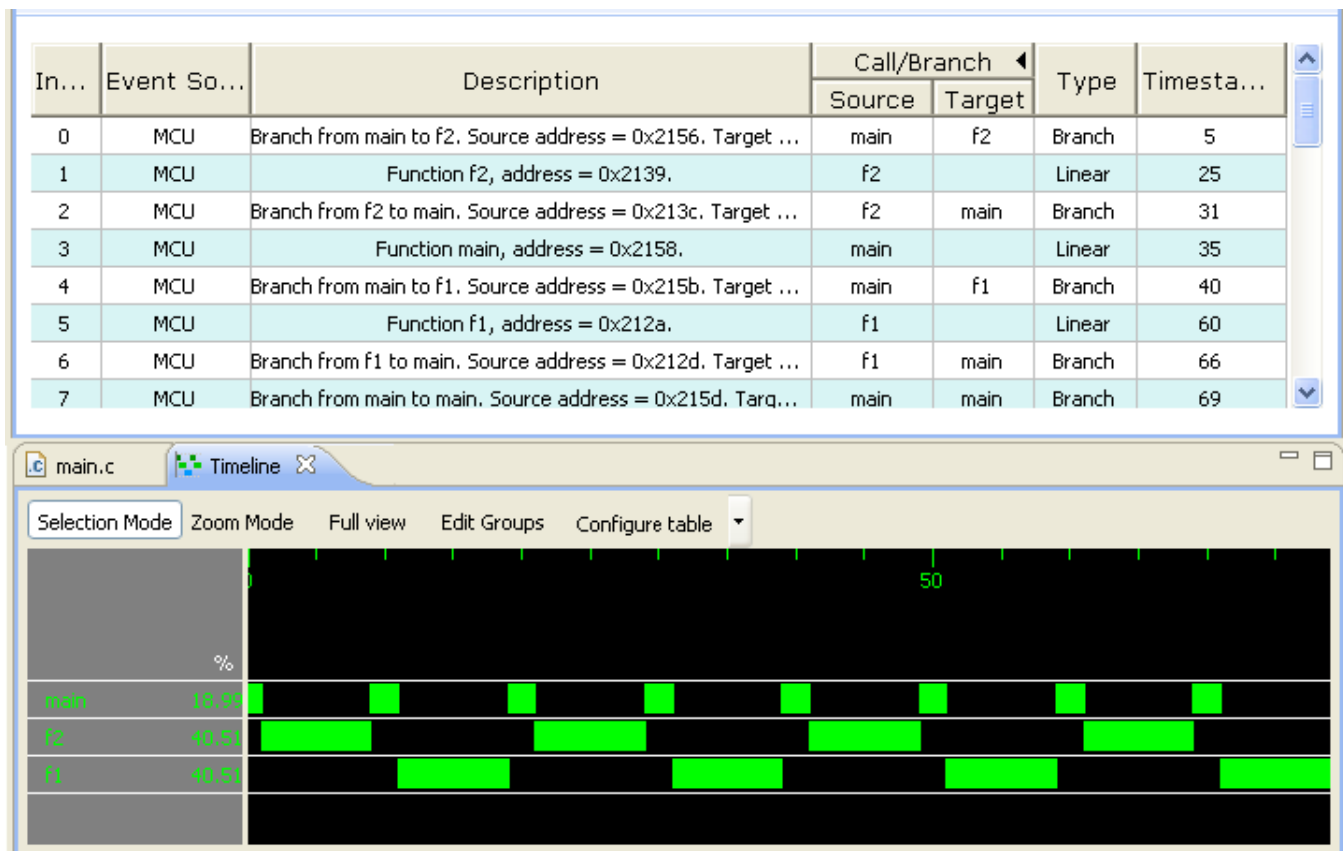 In... Event So... Description Call/Branch Type Timesta...
Source Target
0 MCU Branch from main to f2. Source address = 0x2156. Target ... main f2 Branch 5
1 MCU Function f2, address = 0x2139. f2 Linear 25
2 MCU Branch from f2 to main. Source address = 0x213c. Target ... f2 main Branch 31
3 MCU Function main, address = 0x2158. main Linear 35
4 MCU Branch from main to f1. Source address = 0x215b. Target ... main f1 Branch 40
5 MCU Function f1, address = 0x212a. f1 Linear 60
6 MCU Branch from f1 to main. Source address = 0x212d. Target ... f1 main Branch 66
7 MCU Branch from main to main. Source address = 0x215d. Targ... main main Branch 69
.c main.c Timeline
Selection Mode Zoom Mode Full view Edit Groups Configure table
0 50
%
main 18.99
f2 40.51
f1 40.51